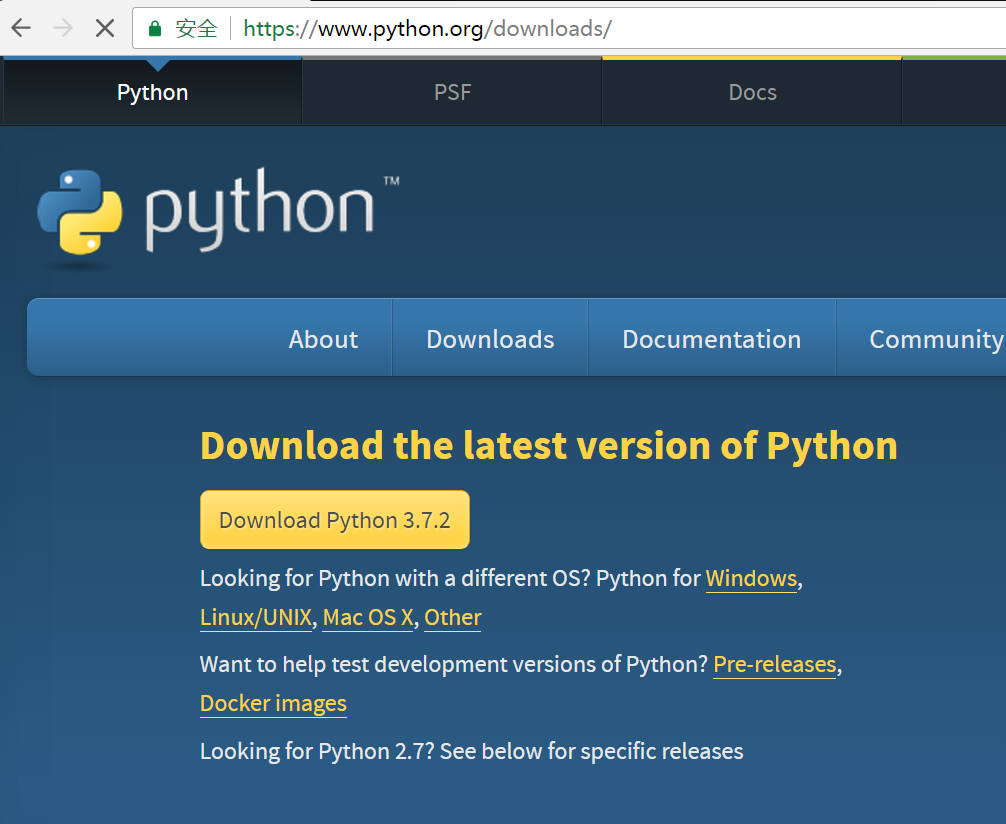 安全 https://www.python.org/downloads/
Python PSF Docs
python™
About Downloads Documentation Community
Download the latest version of Python
Download Python 3.7.2
Looking for Python with a different OS? Python for Windows,
Linux/UNIX, Mac OS X, Other
Want to help test development versions of Python? Pre-releases,
Docker images
Looking for Python 2.7? See below for specific releases